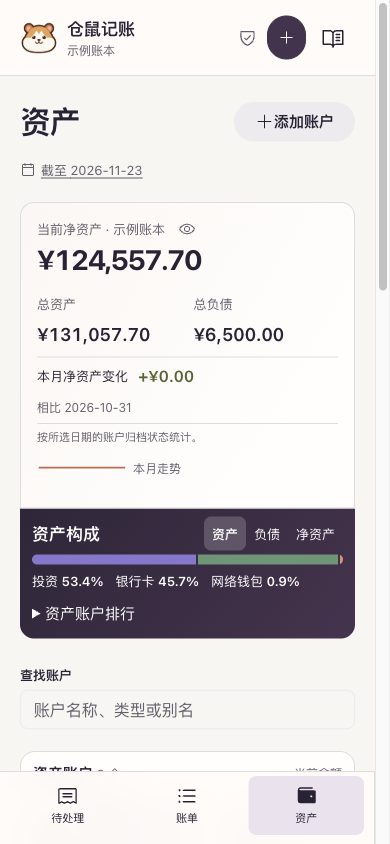 仓鼠记账
示例账本
资产
添加账户
截至 2026-11-23
当前净资产 · 示例账本
¥124,557.70
总资产 总负债
¥131,057.70 ¥6,500.00
本月净资产变化 +¥0.00
相比 2026-10-31
按所选日期的账户归档状态统计。
本月走势
资产构成 资产 负债 净资产
投资 53.4% 银行卡 45.7% 网络钱包 0.9%
▶ 资产账户排行
查找账户
账户名称、类型或别名
资产账户
待处理 账单 资产